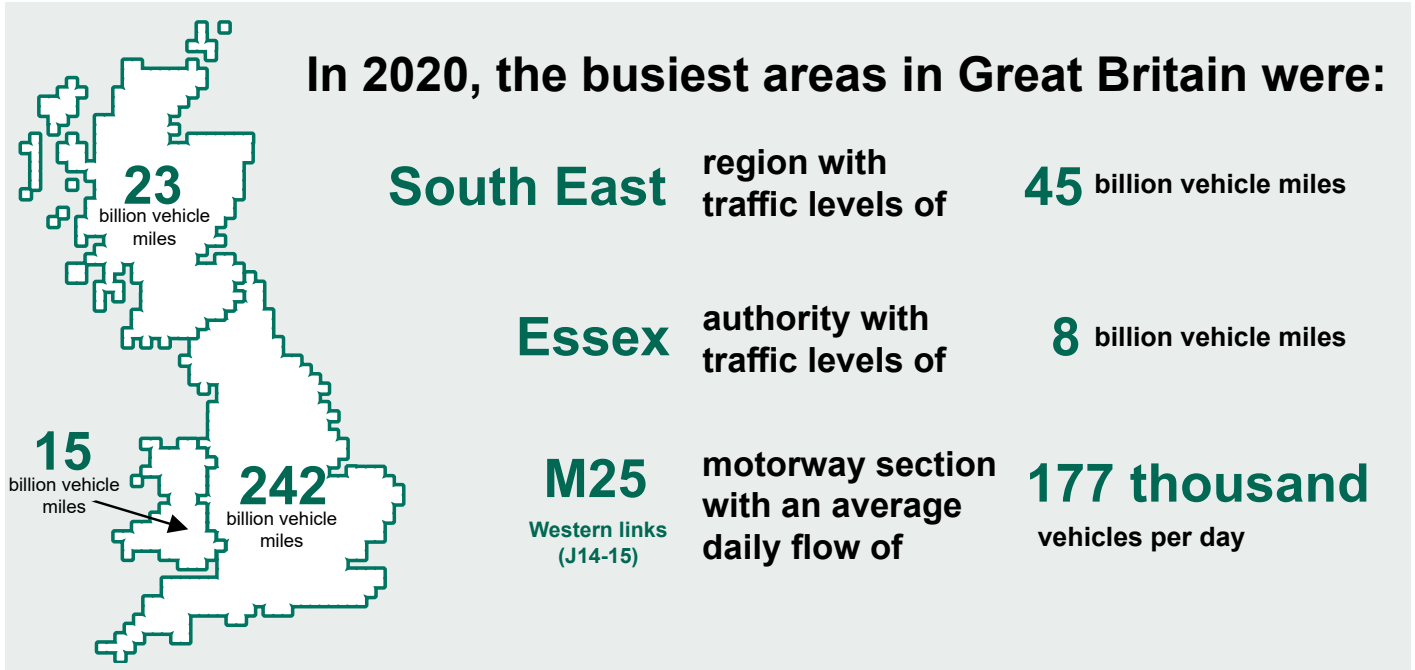 In 2020, the busiest areas in Great Britain were:
South East
region with
traffic levels of
45 billion vehicle miles
Essex
authority with
traffic levels of
8 billion vehicle miles
M25
Western links
(J14-15)
motorway section
with an average
daily flow of
177 thousand
vehicles per day
23
billion vehicle
miles
15
billion vehicle
miles
242
billion vehicle
miles